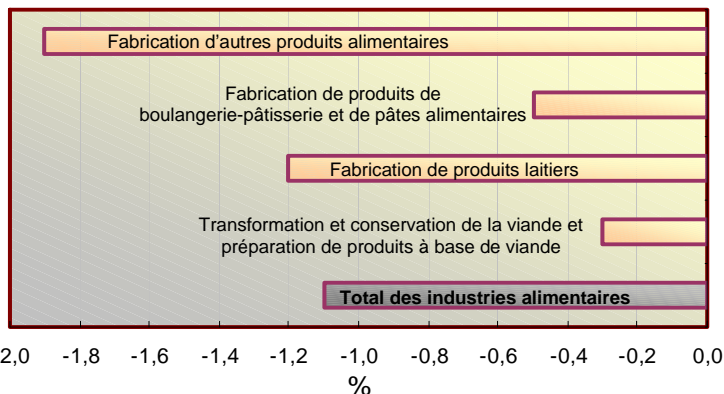 Fabrication d'autres produits alimentaires
Fabrication de produits de
boulangerie-pâtisserie et de pâtes alimentaires
Fabrication de produits laitiers
Transformation et conservation de la viande et
préparation de produits à base de viande
Total des industries alimentaires
2,0 -1,8 -1,6 -1,4 -1,2 -1,0 -0,8 -0,6 -0,4 -0,2 0,0
%